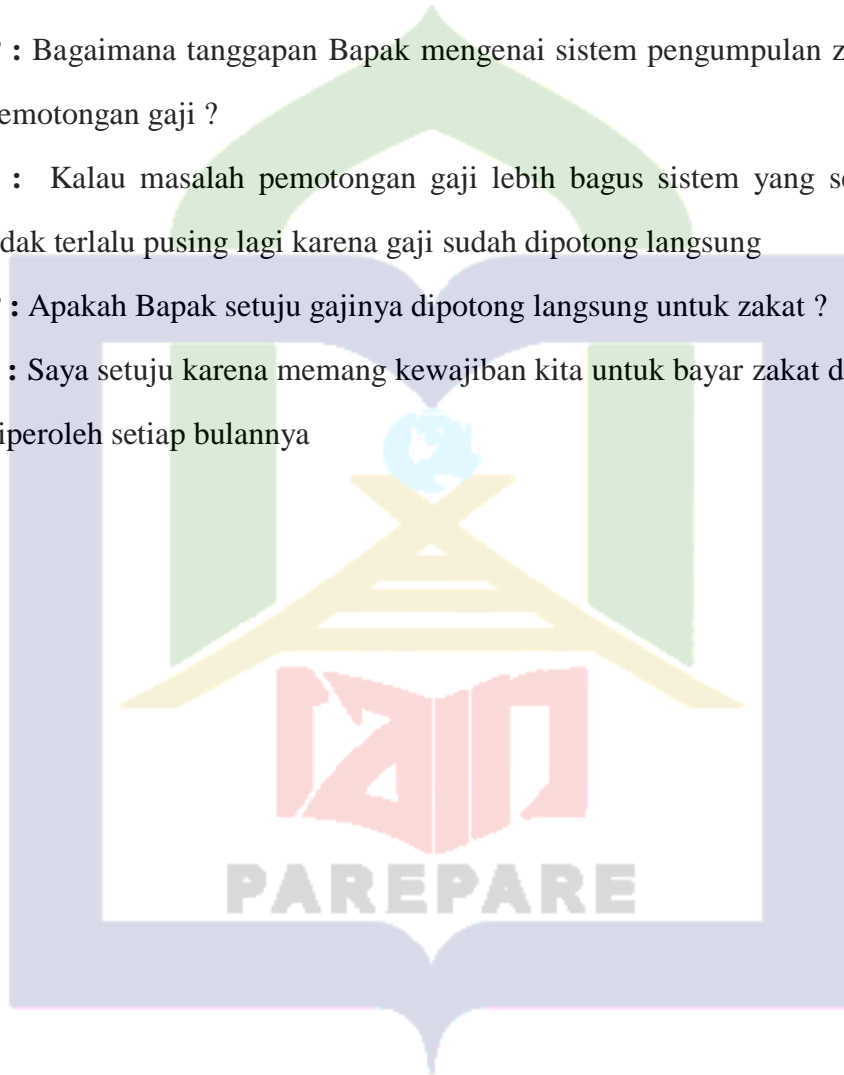 : Bagaimana tanggapan Bapak mengenai sistem pengumpulan
emotongan gaji ?
: Kalau masalah pemotongan gaji lebih bagus sistem yang
dak terlalu pusing lagi karena gaji sudah dipotong langsung
: Apakah Bapak setuju gajinya dipotong langsung untuk zakat ?
: Saya setuju karena memang kewajiban kita untuk bayar zakat
iperoleh setiap bulannya
iain
PAREPARE